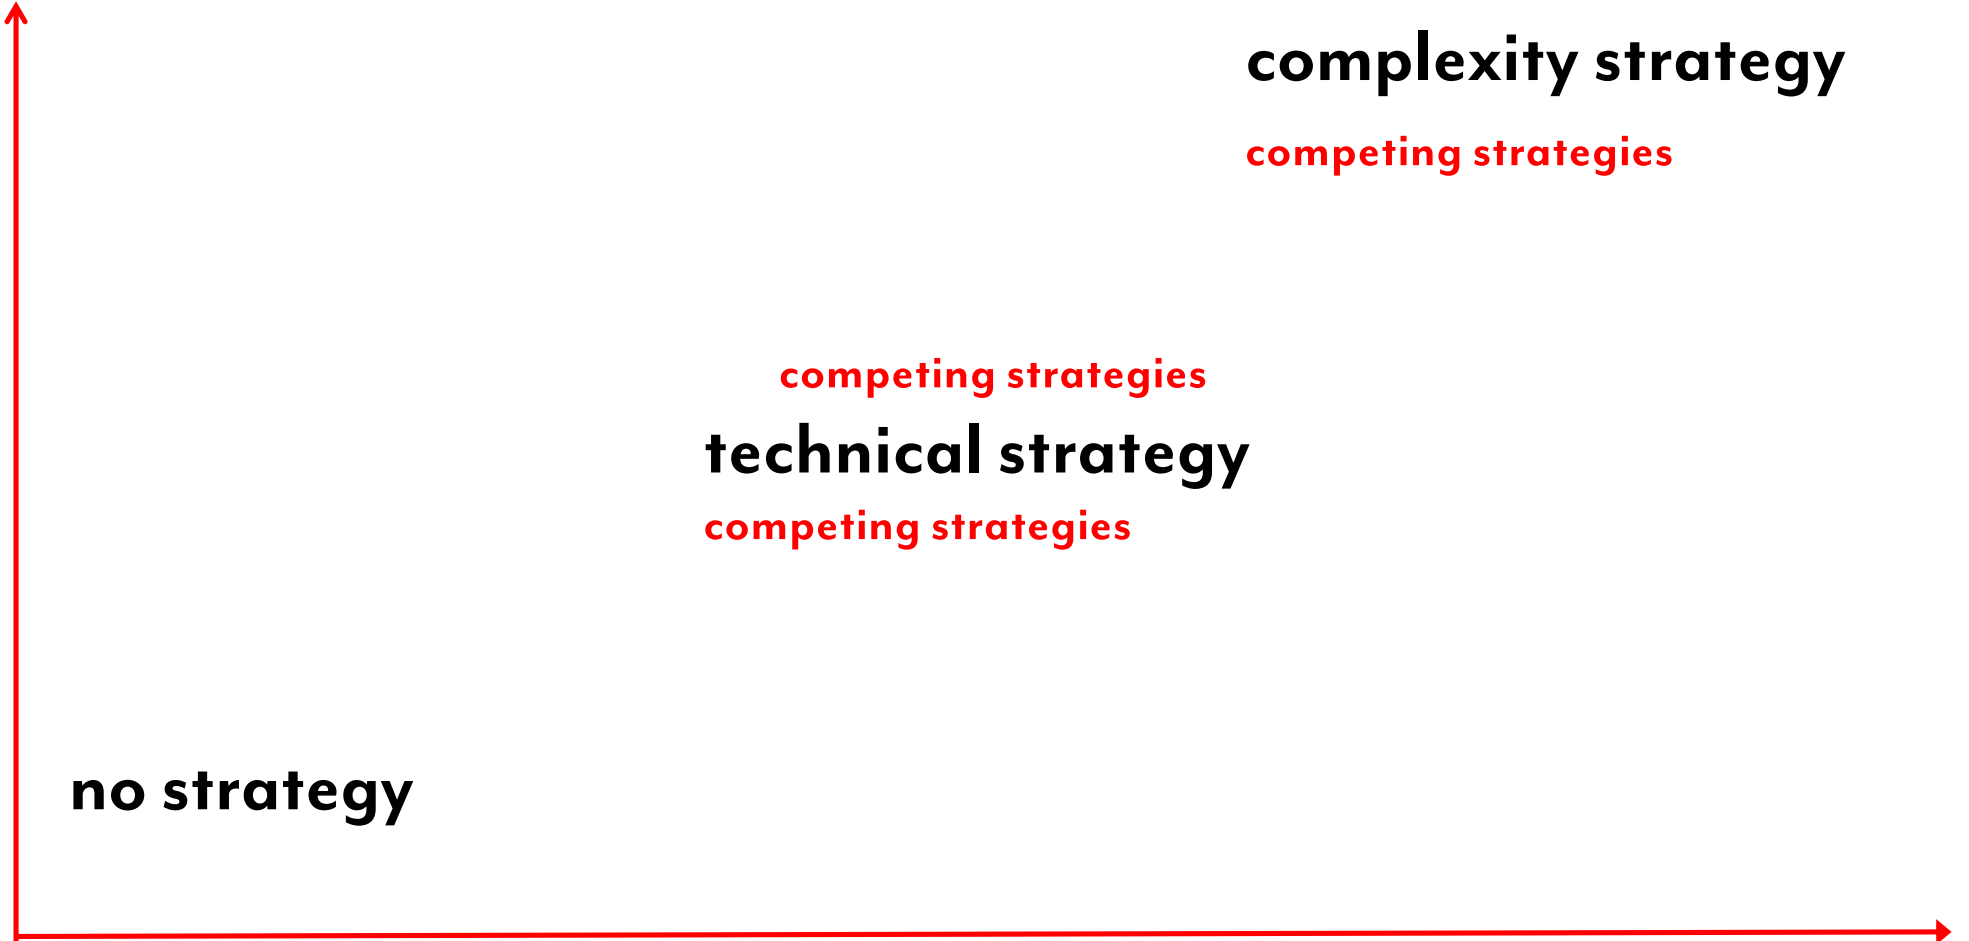 complexity strategy
competing strategies
competing strategies
technical strategy
competing strategies
no strategy